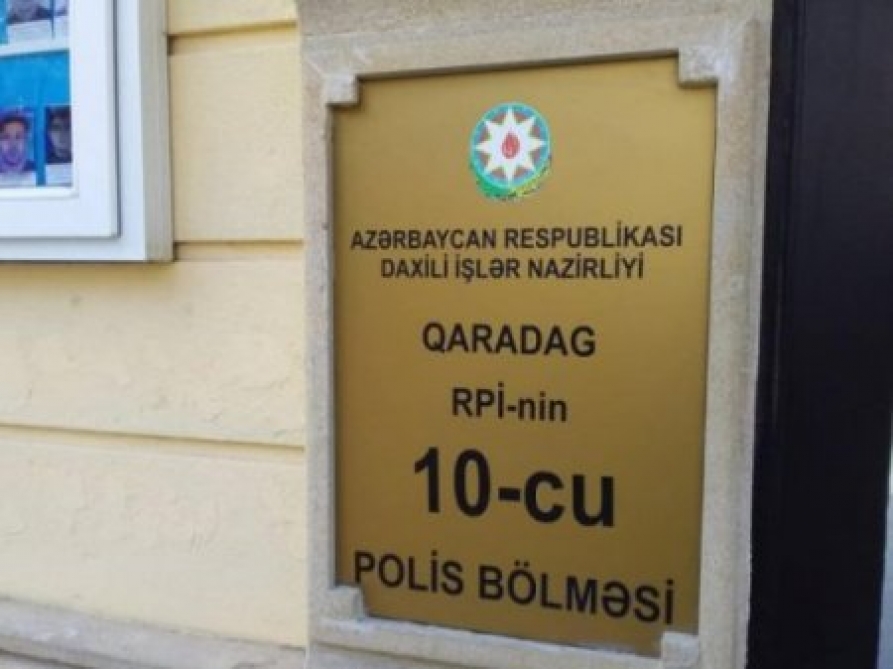 AZƏRBAYCAN RESPUBLİKASI
DAXİLİ İŞLƏR NAZİRLİYİ
QARADAG
RPİ-nin
10-cu
POLİS BÖLMƏSİ